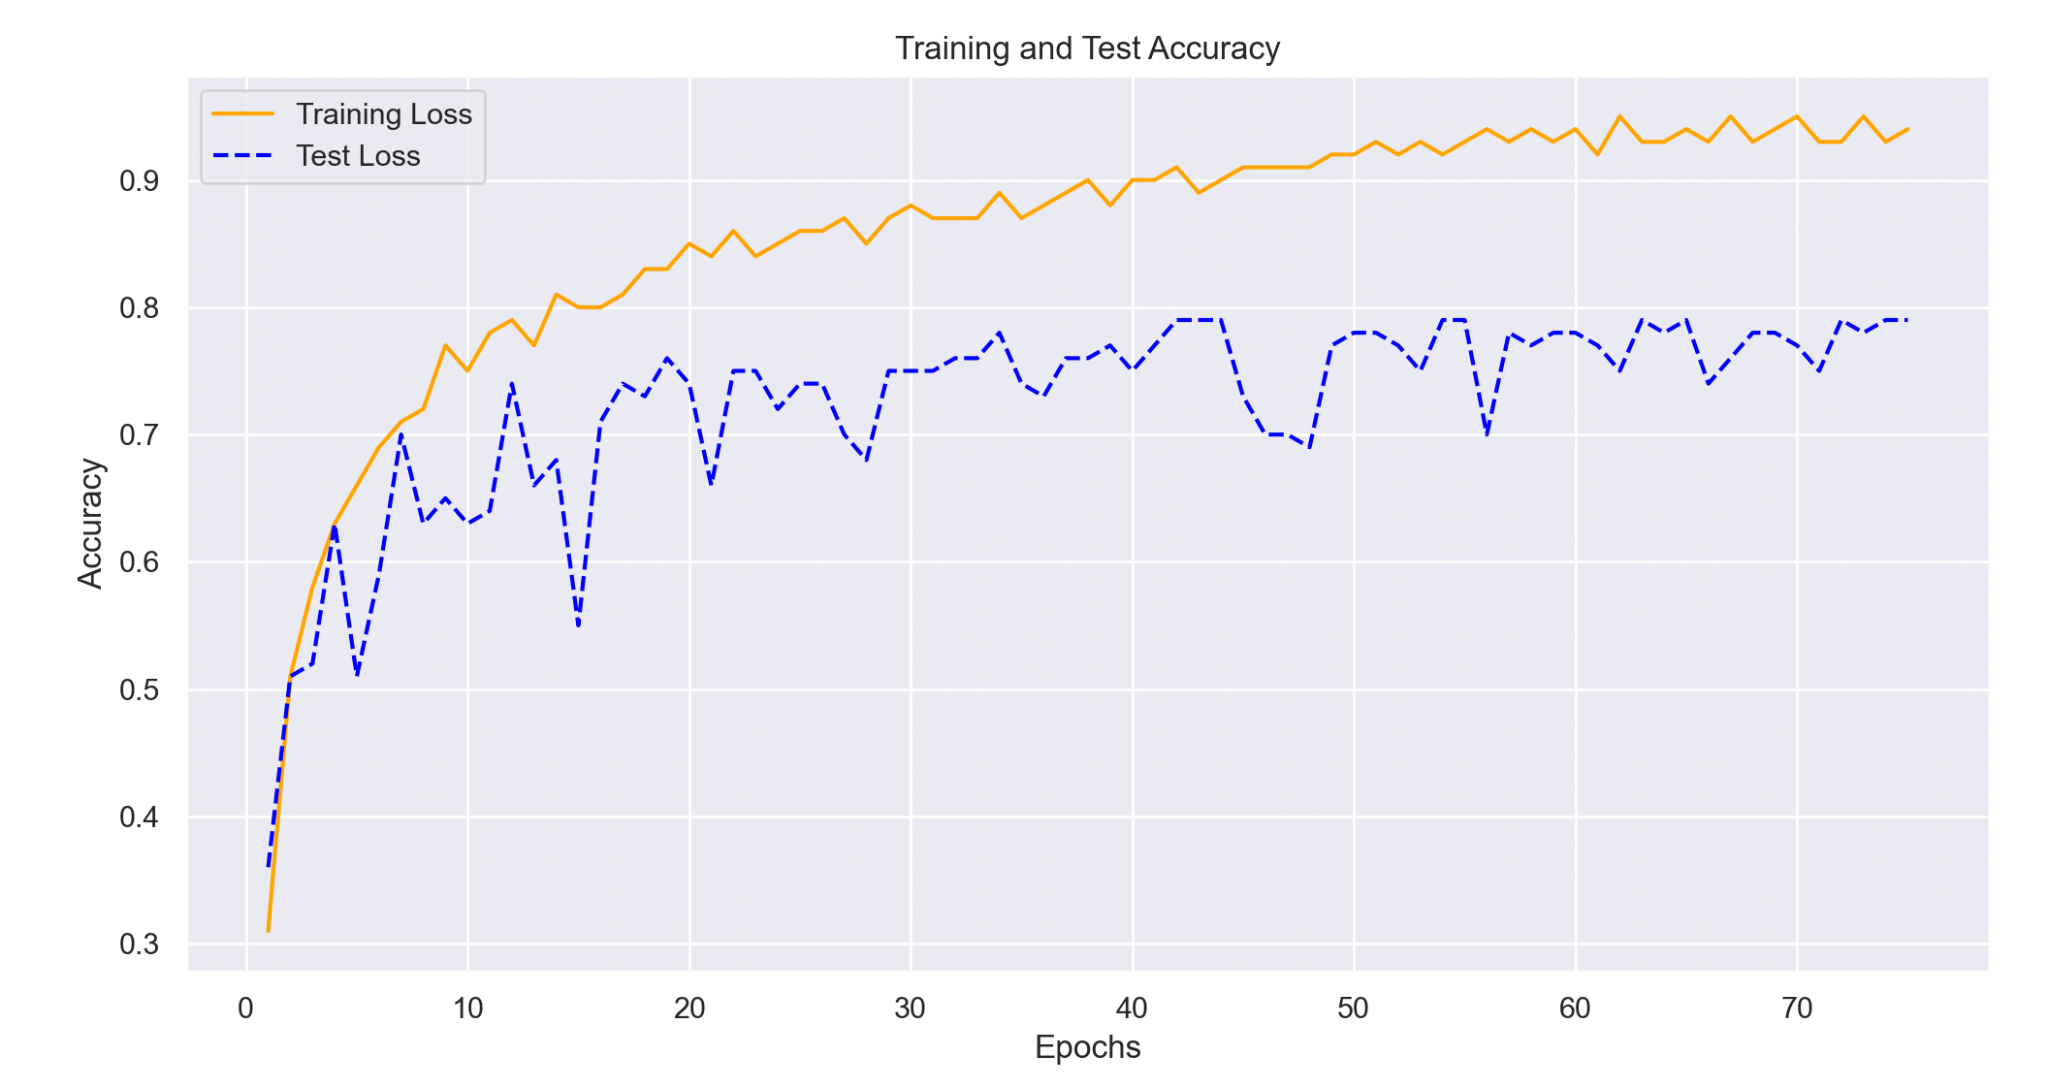 Training and Test Accuracy
Training Loss
Test Loss
0.9
0.8
0.7
0.6
0.5
0.4
0.3
Accuracy
0 10 20 30 40 50 60 70
Epochs